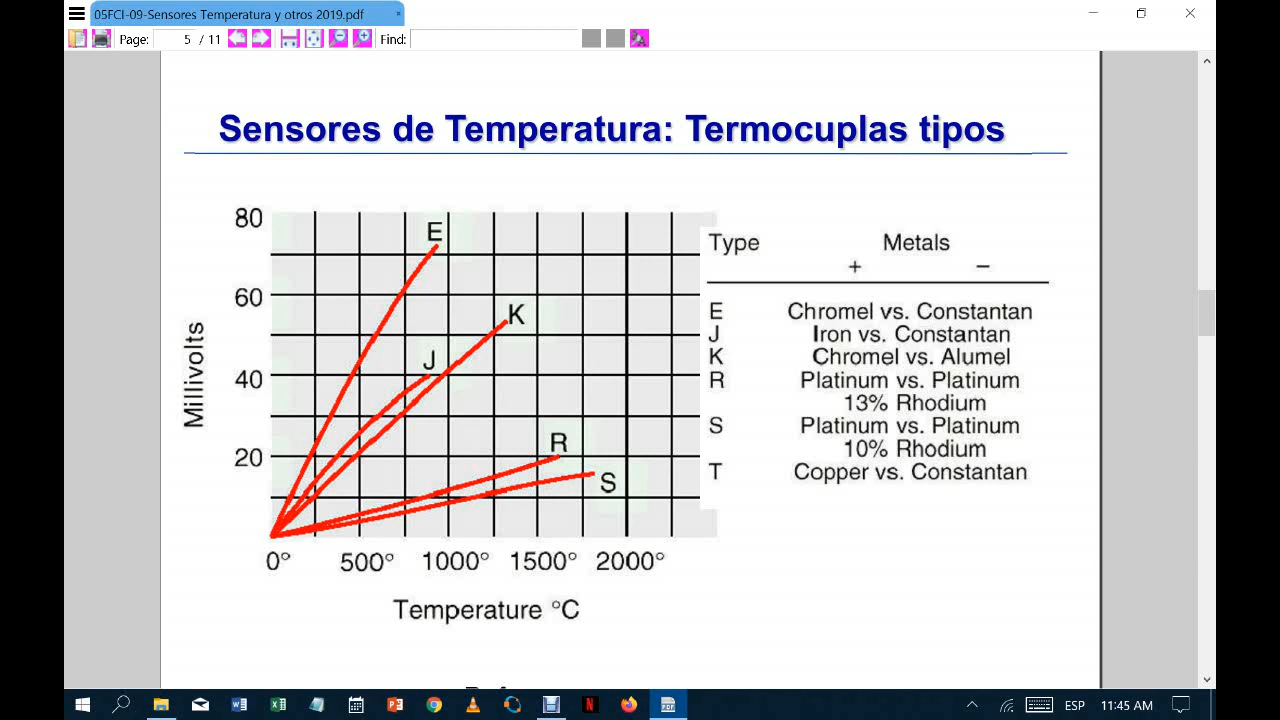 05FCI-09-Sensores Temperatura y otros 2019.pdf
Page: 5 / 11 Find:
Sensores de Temperatura: Termocuplas tipos
80
60
40
20
Millivolts
E
K
J
R
S
0° 500° 1000° 1500° 2000°
Temperature °C
Type Metals
+ −
E Chromel vs. Constantan
J Iron vs. Constantan
K Chromel vs. Alumel
R Platinum vs. Platinum
13% Rhodium
S Platinum vs. Platinum
10% Rhodium
T Copper vs. Constantan
ESP 11:45 AM